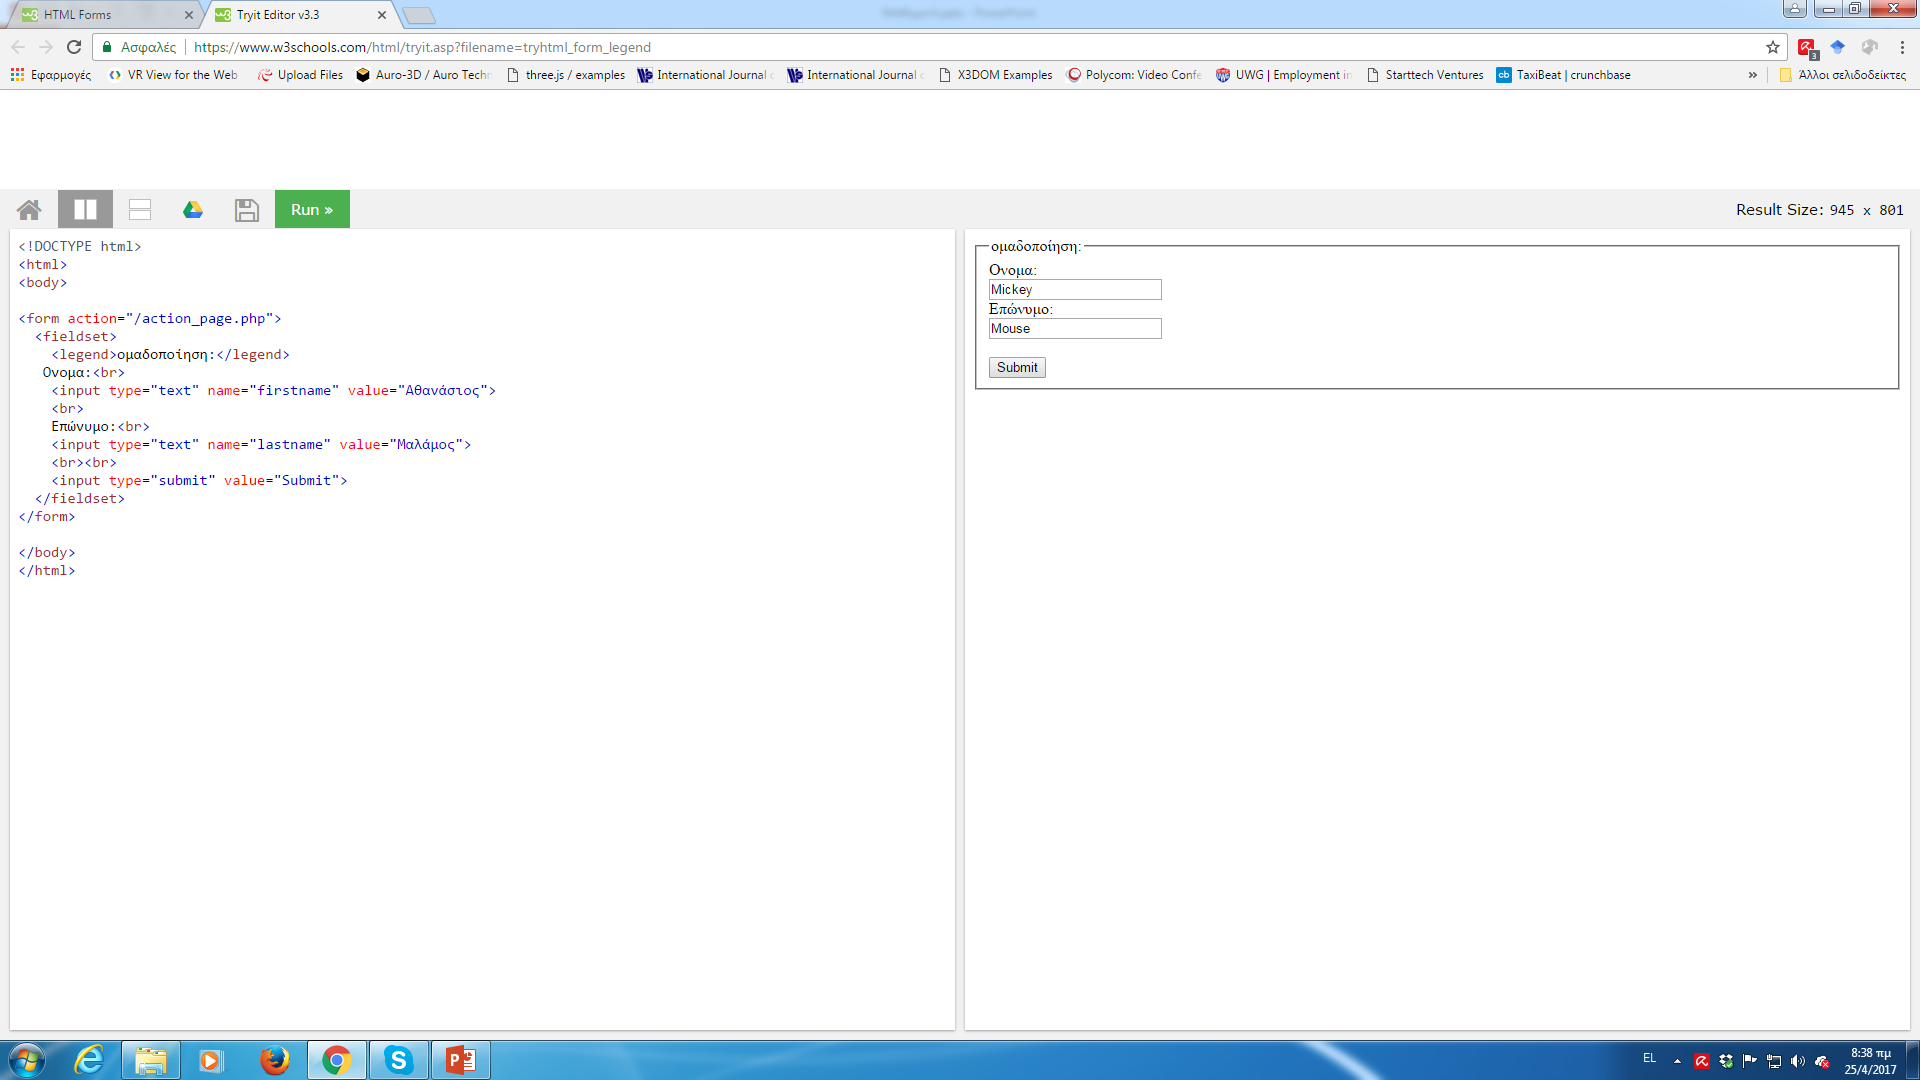 HTML Forms
Tryit Editor v3.3
Ασφαλές
https://www.w3schools.com/html/tryit.asp?filename=tryhtml_form_legend
3
Εφαρμογές
VR View for the Web
Upload Files
Auro-3D / Auro Techn
three.js / examples
International Journal
International Journal
X3DOM Examples
Polycom: Video Confe
UWG | Employment in
Starttech Ventures
cb
TaxiBeat | crunchbase
»
Άλλοι σελιδοδείκτες
Run »
Result Size: 945 x 801
<!DOCTYPE html>
<html>
<body>
<form action="/action_page.php">
<fieldset>
<legend>ομαδοποίηση:</legend>
Ονομα:<br>
<input type="text" name="firstname" value="Αθανάσιος">
<br>
Επώνυμο:<br>
<input type="text" name="lastname" value="Μαλάμος">
<br><br>
<input type="submit" value="Submit">
</fieldset>
</form>
</body>
</html>
ομαδοποίηση:
Ονομα:
Mickey
Επώνυμο:
Mouse
Submit
EL
8:38 πμ
25/4/2017